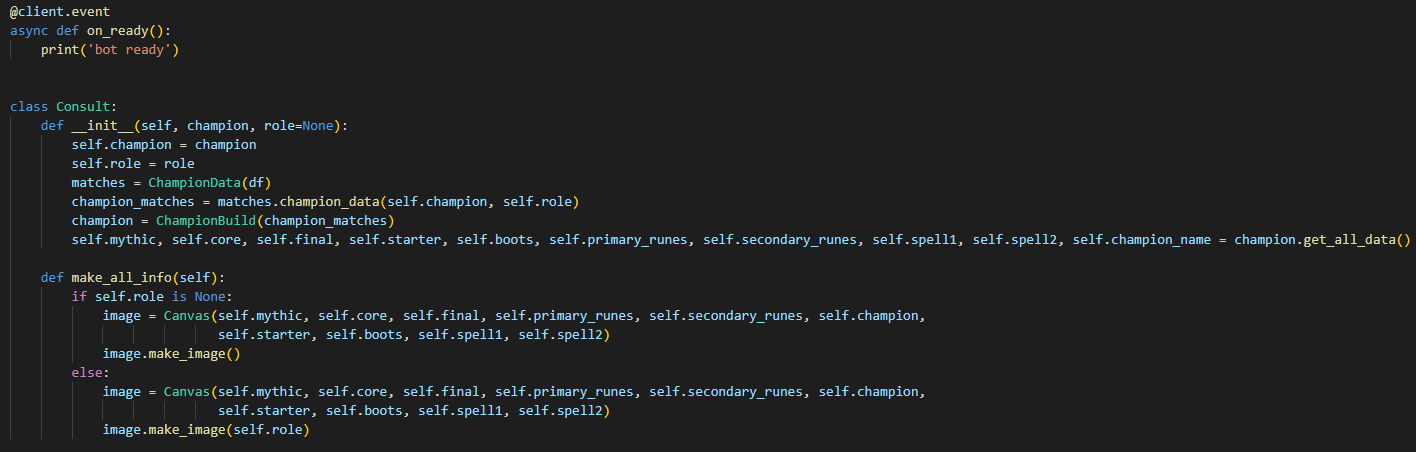 @client.event
async def on_ready():
    print('bot ready')
class Consult:
    def __init__(self, champion, role=None):
        self.champion = champion
        self.role = role
        matches = ChampionData(df)
        champion_matches = matches.champion_data(self.champion, self.role)
        champion = ChampionBuild(champion_matches)
        self.mythic, self.core, self.final, self.starter, self.boots, self.primary_runes, self.secondary_runes, self.spell1, self.spell2, self.champion_name = champion.get_all_data()
    def make_all_info(self):
        if self.role is None:
            image = Canvas(self.mythic, self.core, self.final, self.primary_runes, self.secondary_runes, self.champion,
                           self.starter, self.boots, self.spell1, self.spell2)
            image.make_image()
        else:
            image = Canvas(self.mythic, self.core, self.final, self.primary_runes, self.secondary_runes, self.champion,
                           self.starter, self.boots, self.spell1, self.spell2)
            image.make_image(self.role)